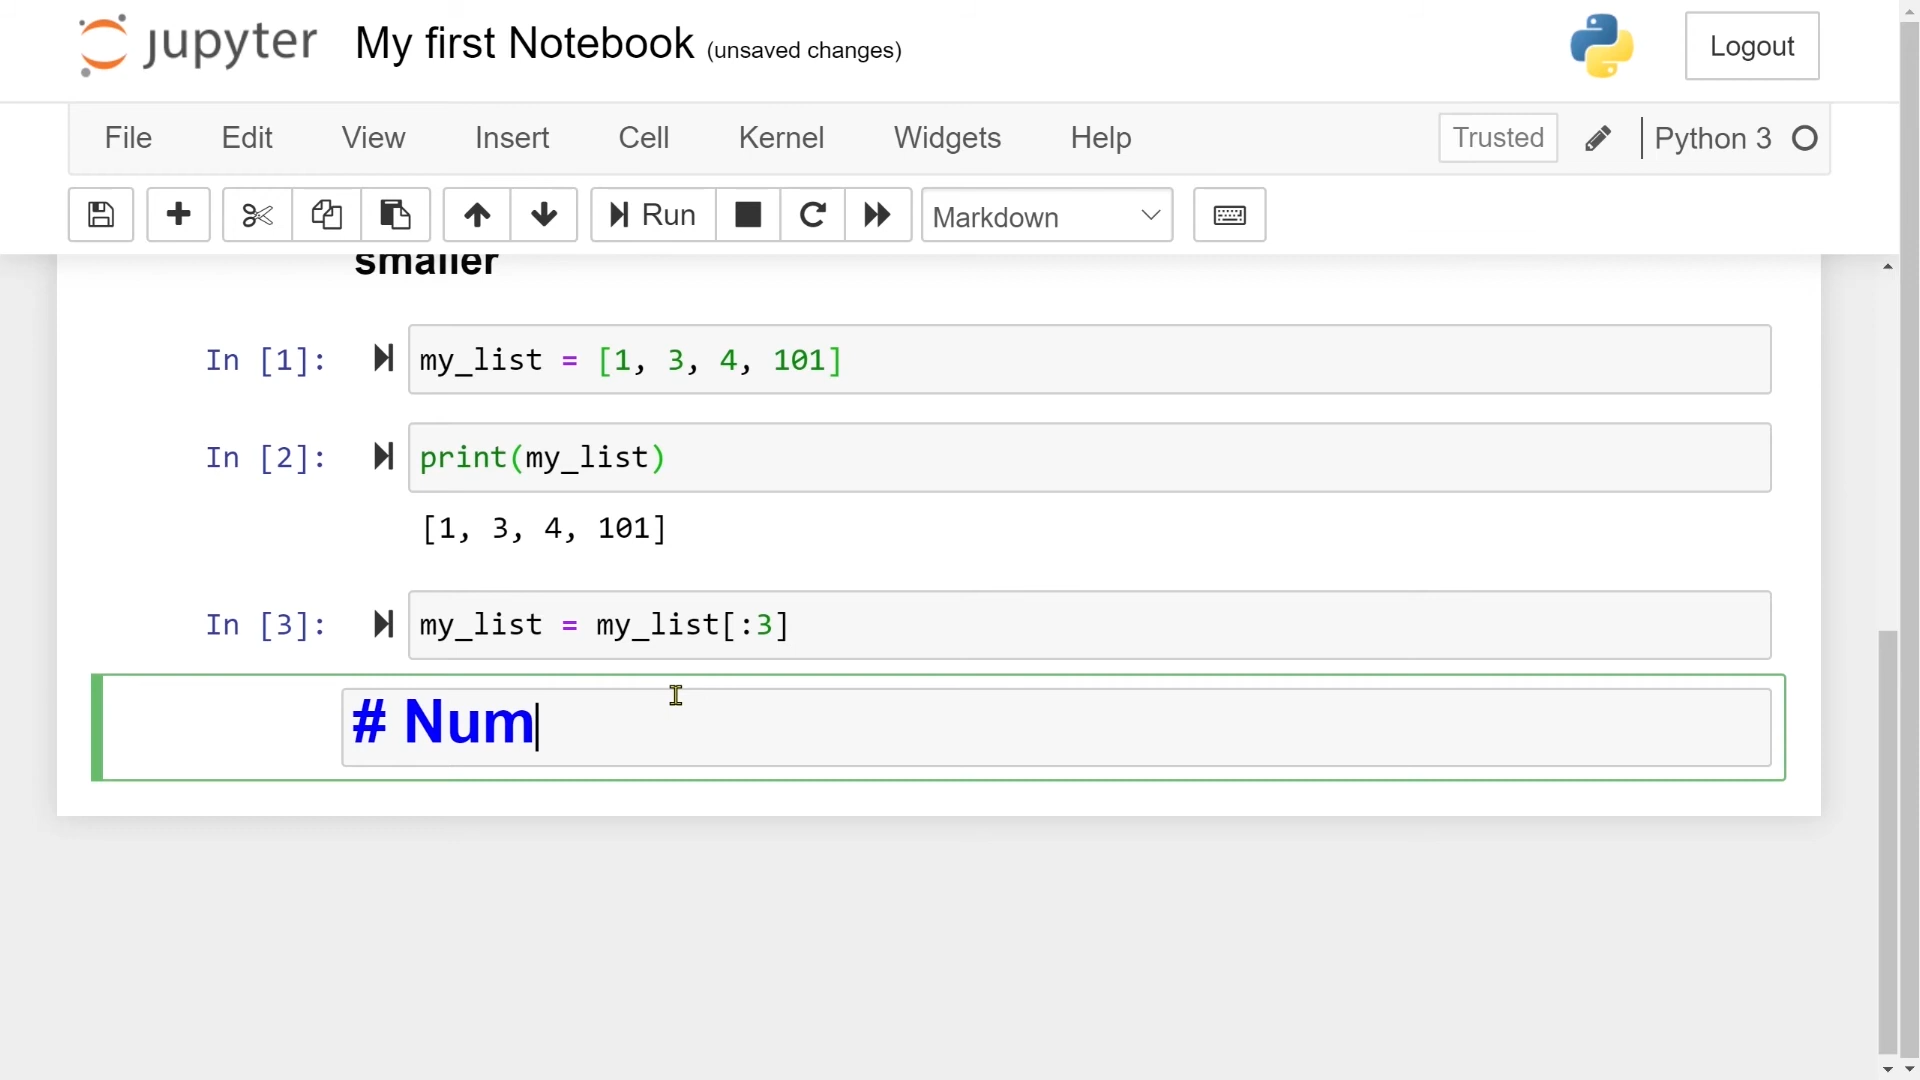 jupyter My first Notebook (unsaved changes) Logout
File Edit View Insert Cell Kernel Widgets Help Trusted Python 3
Run Markdown
smaller
In [1]: my_list = [1, 3, 4, 101]
In [2]: print(my_list)
[1, 3, 4, 101]
In [3]: my_list = my_list[:3]
# Num